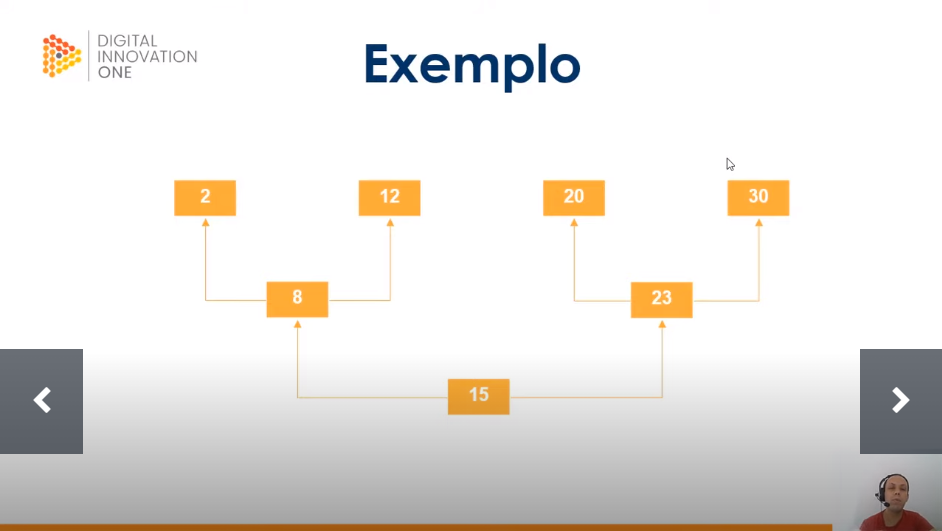 DIGITAL
INNOVATION
ONE
Exemplo
2
12
20
30
8
23
15